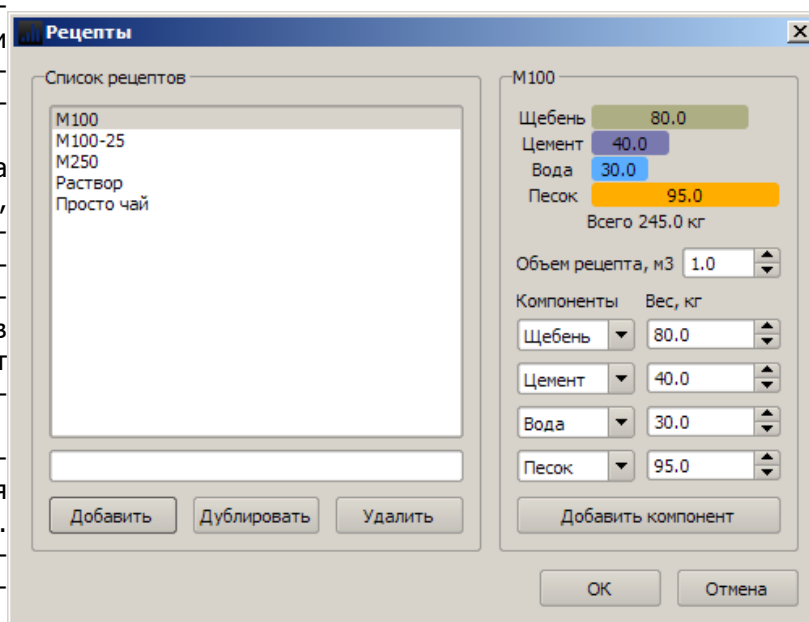 Рецепты
Список рецептов
М100
М100-25
М250
Раствор
Просто чай
Добавить
Дублировать
Удалить
М100
Щебень 80.0
Цемент 40.0
Вода 30.0
Песок 95.0
Всего 245.0 кг
Объем рецепта, м3 1.0
Компоненты Вес, кг
Щебень 80.0
Цемент 40.0
Вода 30.0
Песок 95.0
Добавить компонент
ОК
Отмена